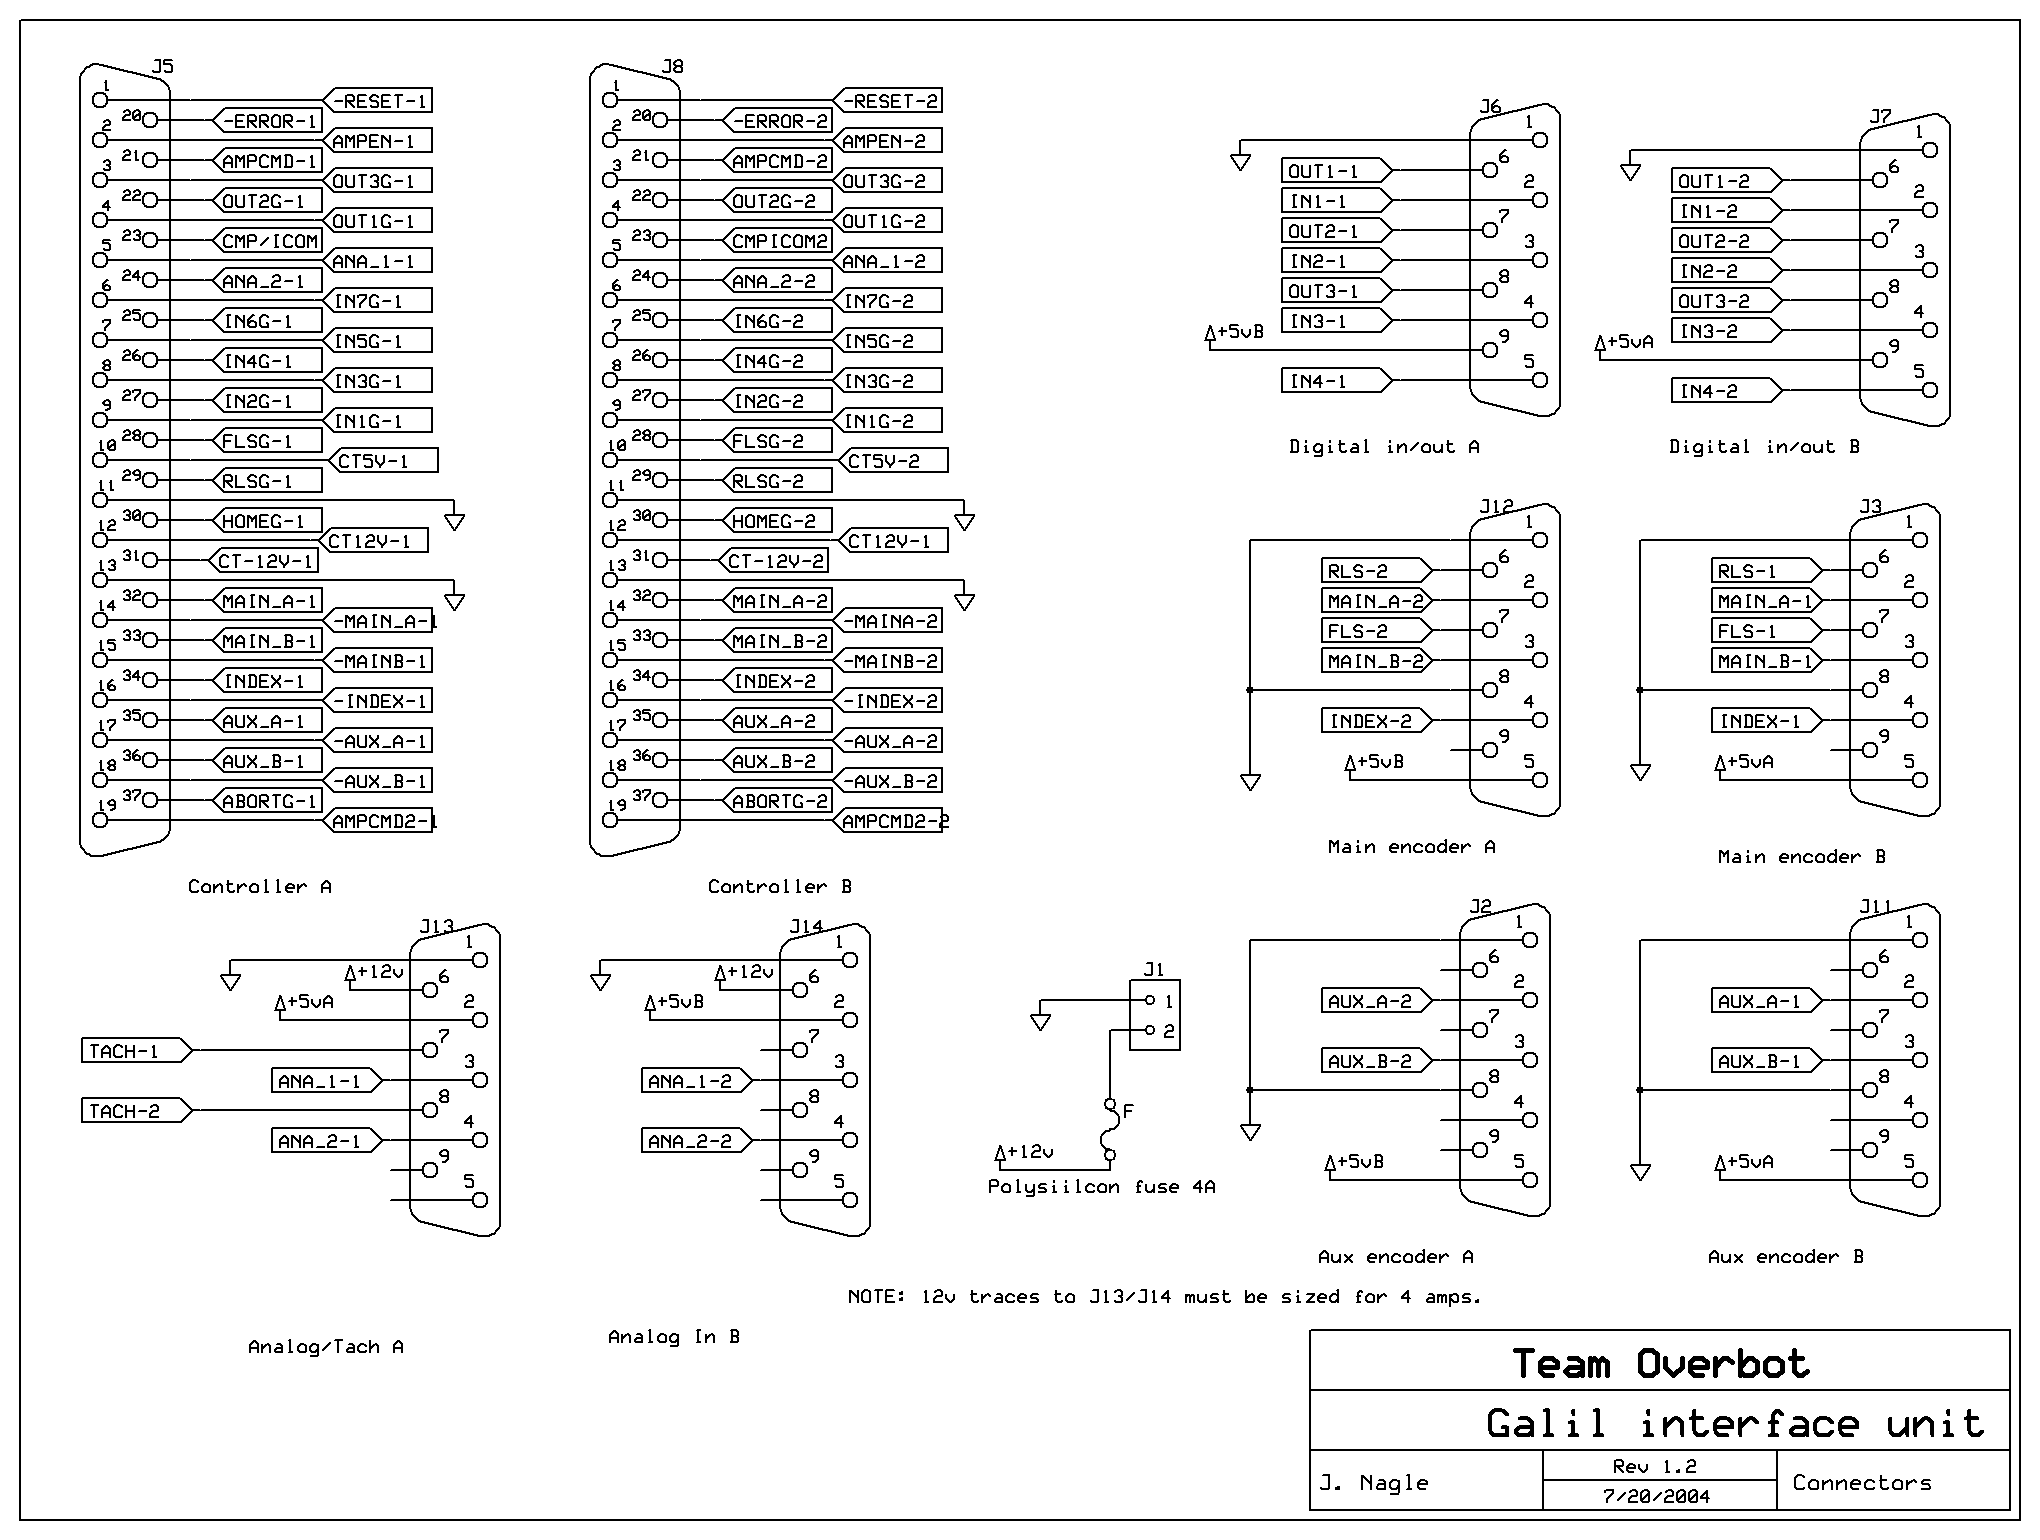 J5
1 -RESET-1
20 -ERROR-1
2 AMPEN-1
21 AMPCMD-1
3 OUT3G-1
22 OUT2G-1
4 OUT1G-1
23 CMP/ICOM
5 ANA_1-1
24 ANA_2-1
6 IN7G-1
25 IN6G-1
7 IN5G-1
26 IN4G-1
8 IN3G-1
27 IN2G-1
9 IN1G-1
28 FLSG-1
10 CT5V-1
29 RLSG-1
11
30 HOMEG-1
12 CT12V-1
31 CT-12V-1
13
32 MAIN_A-1
14 -MAIN_A-1
33 MAIN_B-1
15 -MAINB-1
34 INDEX-1
16 -INDEX-1
35 AUX_A-1
17 -AUX_A-1
36 AUX_B-1
18 -AUX_B-1
37 ABORTG-1
19 AMPCMD2-1
Controller A
J8
1 -RESET-2
20 -ERROR-2
2 AMPEN-2
21 AMPCMD-2
3 OUT3G-2
22 OUT2G-2
4 OUT1G-2
23 CMPICOM2
5 ANA_1-2
24 ANA_2-2
6 IN7G-2
25 IN6G-2
7 IN5G-2
26 IN4G-2
8 IN3G-2
27 IN2G-2
9 IN1G-2
28 FLSG-2
10 CT5V-2
29 RLSG-2
11
30 HOMEG-2
12 CT12V-1
31 CT-12V-2
13
32 MAIN_A-2
14 -MAINA-2
33 MAIN_B-2
15 -MAINB-2
34 INDEX-2
16 -INDEX-2
35 AUX_A-2
17 -AUX_A-2
36 AUX_B-2
18 -AUX_B-2
37 ABORTG-2
19 AMPCMD2-2
Controller B
J6
1
OUT1-1 6
IN1-1 2
OUT2-1 7
IN2-1 3
OUT3-1 8
IN3-1 4
+5vB 9
IN4-1 5
Digital in/out A
J7
1
OUT1-2 6
IN1-2 2
OUT2-2 7
IN2-2 3
OUT3-2 8
IN3-2 4
+5vA 9
IN4-2 5
Digital in/out B
J12
1
RLS-2 6
MAIN_A-2 2
FLS-2 7
MAIN_B-2 3
8
INDEX-2 4
9
+5vB 5
Main encoder A
J3
1
RLS-1 6
MAIN_A-1 2
FLS-1 7
MAIN_B-1 3
8
INDEX-1 4
9
+5vA 5
Main encoder B
J13
1
+12v 6
+5vA 2
TACH-1 7
ANA_1-1 3
TACH-2 8
ANA_2-1 4
9
5
Analog/Tach A
J14
1
+12v 6
+5vB 2
7
ANA_1-2 3
8
ANA_2-2 4
9
5
Analog In B
J1
1
2
F
+12v
Polysiilcon fuse 4A
J2
1
6
AUX_A-2 2
7
AUX_B-2 3
8
4
9
+5vB 5
Aux encoder A
J11
1
6
AUX_A-1 2
7
AUX_B-1 3
8
4
9
+5vA 5
Aux encoder B
NOTE: 12v traces to J13/J14 must be sized for 4 amps.
Team Overbot
Galil interface unit
J. Nagle
Rev 1.2
7/20/2004
Connectors